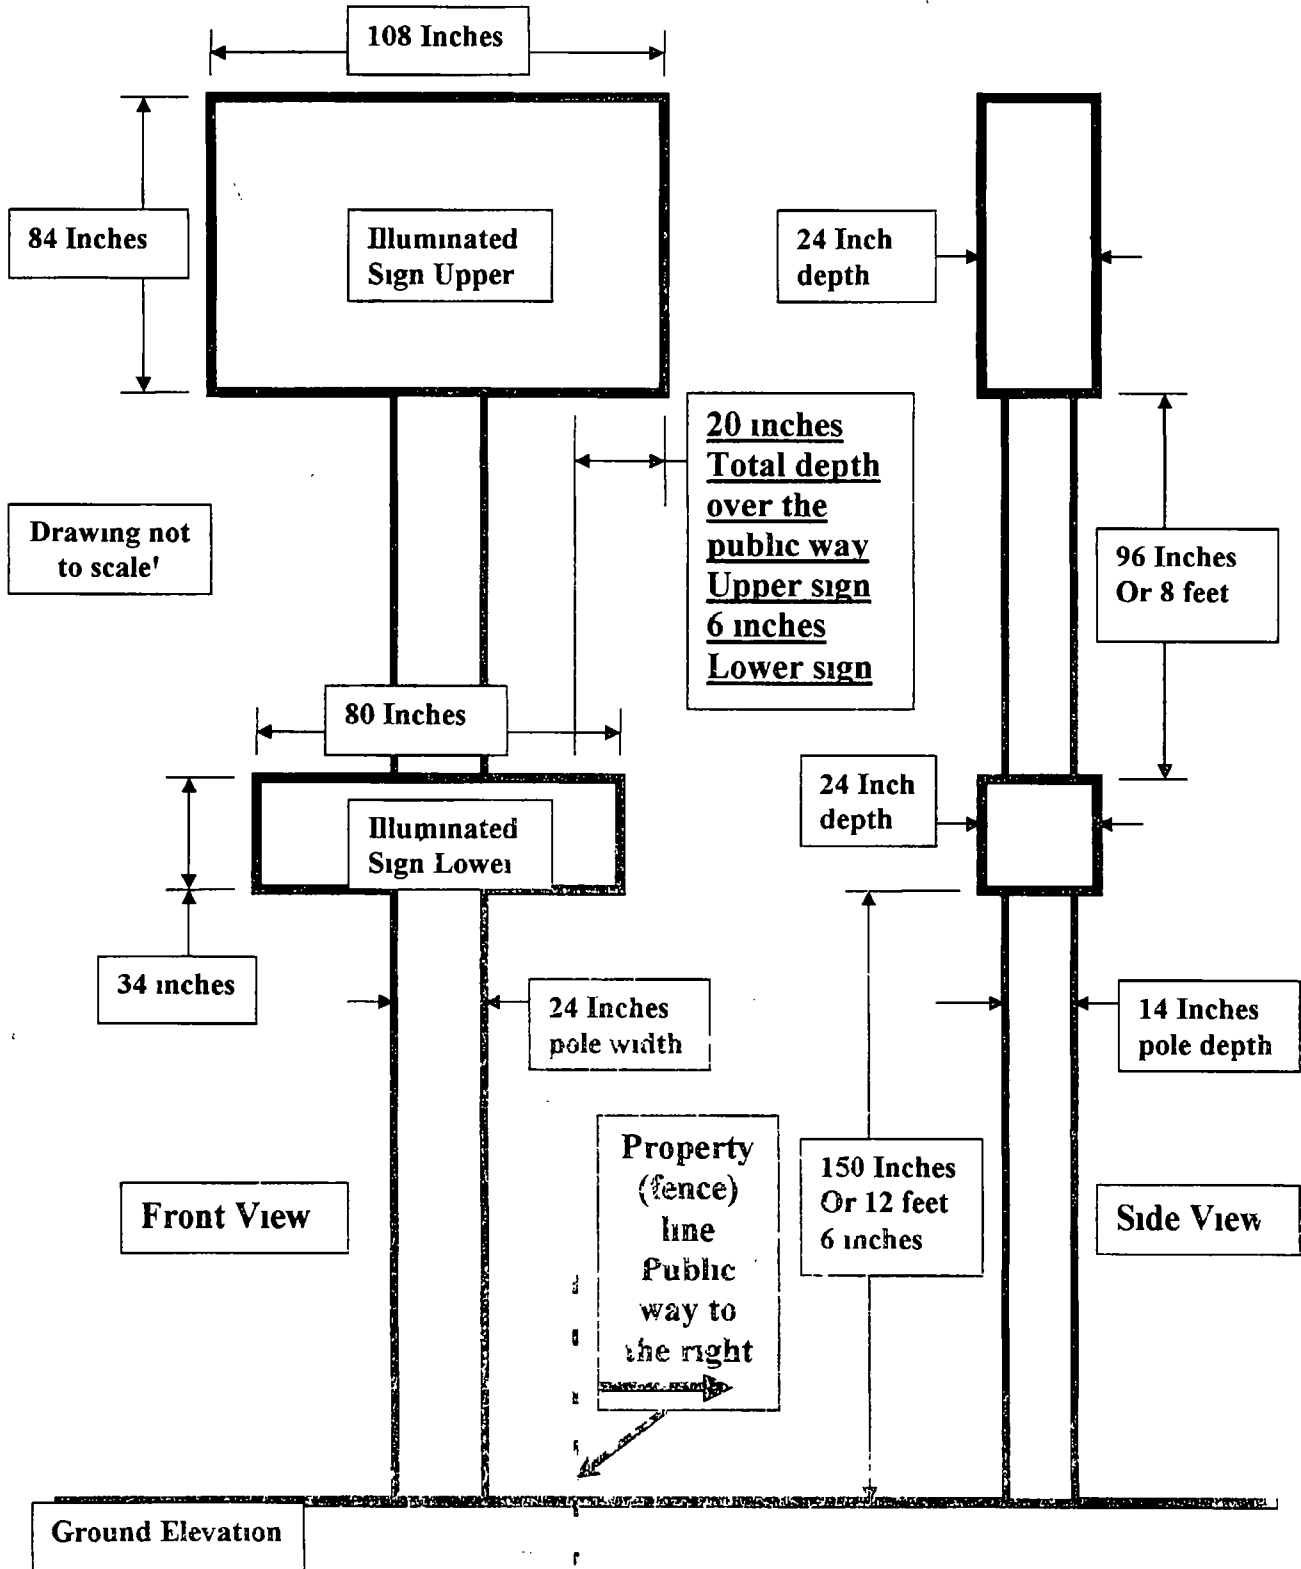 108 Inches
84 Inches
Illuminated
Sign Upper
24 Inch
depth
20 inches
Total depth
over the
public way
Upper sign
6 inches
Lower sign
Drawing not
to scale!
96 Inches
Or 8 feet
80 Inches
Illuminated
Sign Lower
24 Inch
depth
34 inches
24 Inches
pole width
14 Inches
pole depth
Property
(fence)
line
Public
way to
the right
150 Inches
Or 12 feet
6 inches
Front View
Side View
Ground Elevation